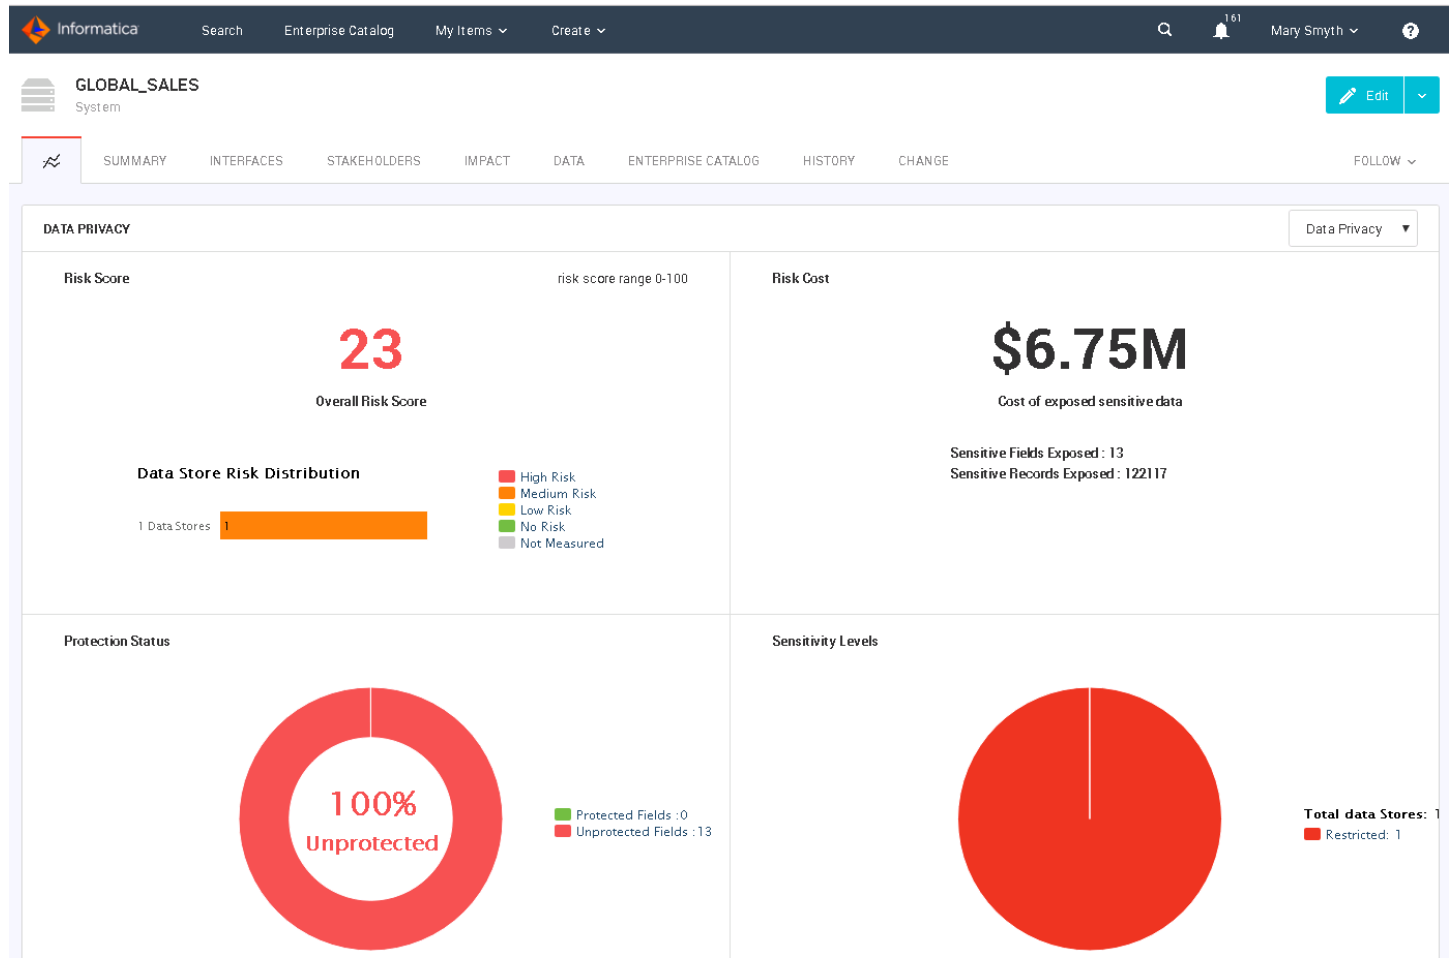 Informatica Search Enterprise Catalog My Items Create 161 Mary Smyth ?
GLOBAL_SALES
System
Edit
SUMMARY INTERFACES STAKEHOLDERS IMPACT DATA ENTERPRISE CATALOG HISTORY CHANGE FOLLOW
DATA PRIVACY
Data Privacy
Risk Score
risk score range 0-100
23
Overall Risk Score
Data Store Risk Distribution
1 Data Stores 1
High Risk
Medium Risk
Low Risk
No Risk
Not Measured
Risk Cost
$6.75M
Cost of exposed sensitive data
Sensitive Fields Exposed : 13
Sensitive Records Exposed : 122117
Protection Status
100%
Unprotected
Protected Fields :0
Unprotected Fields :13
Sensitivity Levels
Total data Stores: 1
Restricted: 1